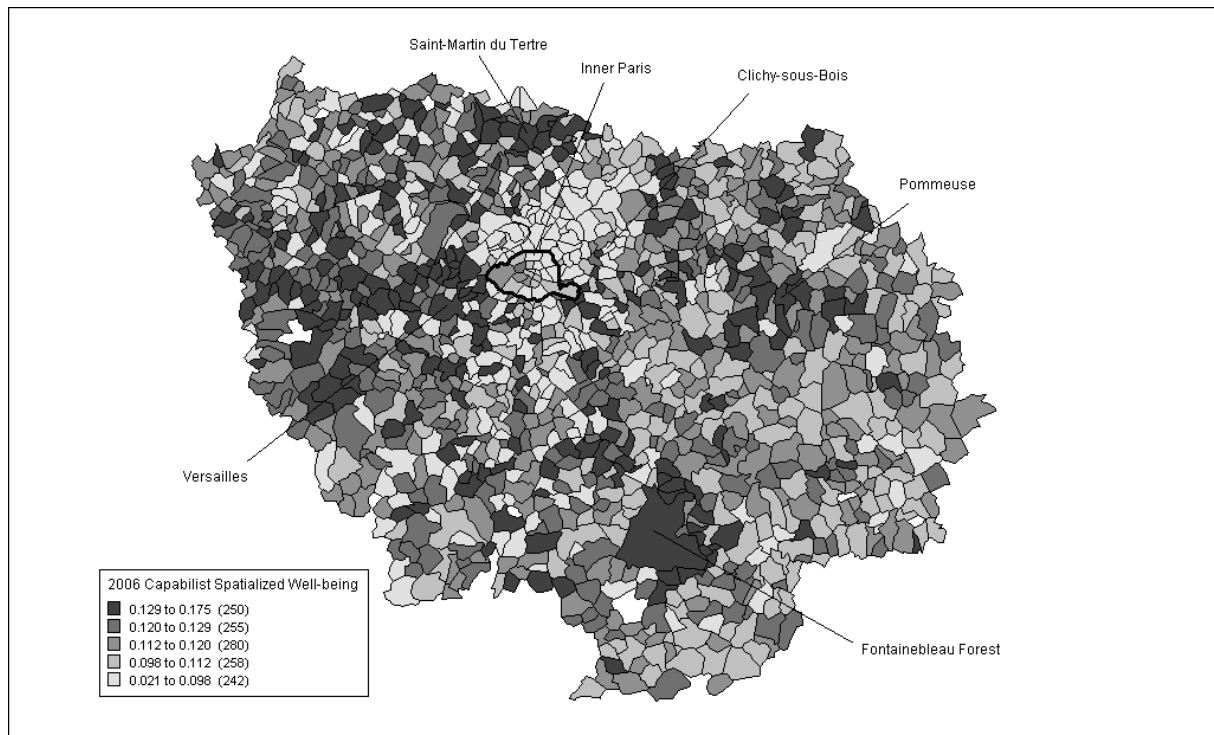 Saint-Martin du Tertre
Inner Paris
Clichy-sous-Bois
Pommeuse
Versailles
Fontainebleau Forest
2006 Capabilist Spatialized Well-being
0.129 to 0.175 (250)
0.120 to 0.129 (255)
0.112 to 0.120 (280)
0.098 to 0.112 (258)
0.021 to 0.098 (242)